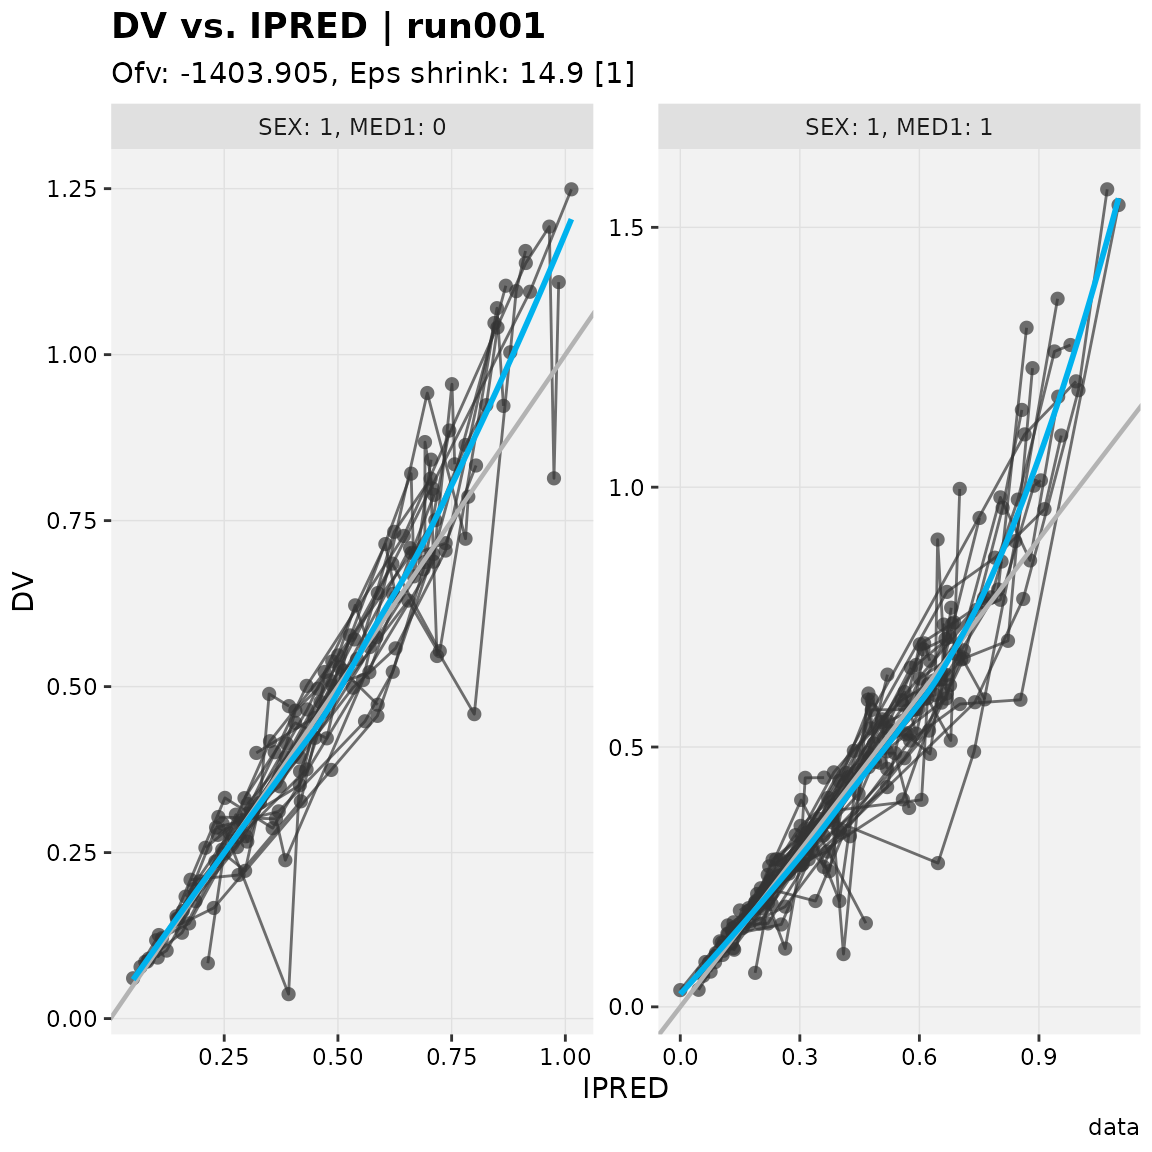 DV vs. IPRED | run001
Ofv: -1403.905, Eps shrink: 14.9 [1]
SEX: 1, MED1: 0
SEX: 1, MED1: 1
DV
1.25
1.00
0.75
0.50
0.25
0.00
1.5
1.0
0.5
0.0
0.25 0.50 0.75 1.00
0.0 0.3 0.6 0.9
IPRED
data